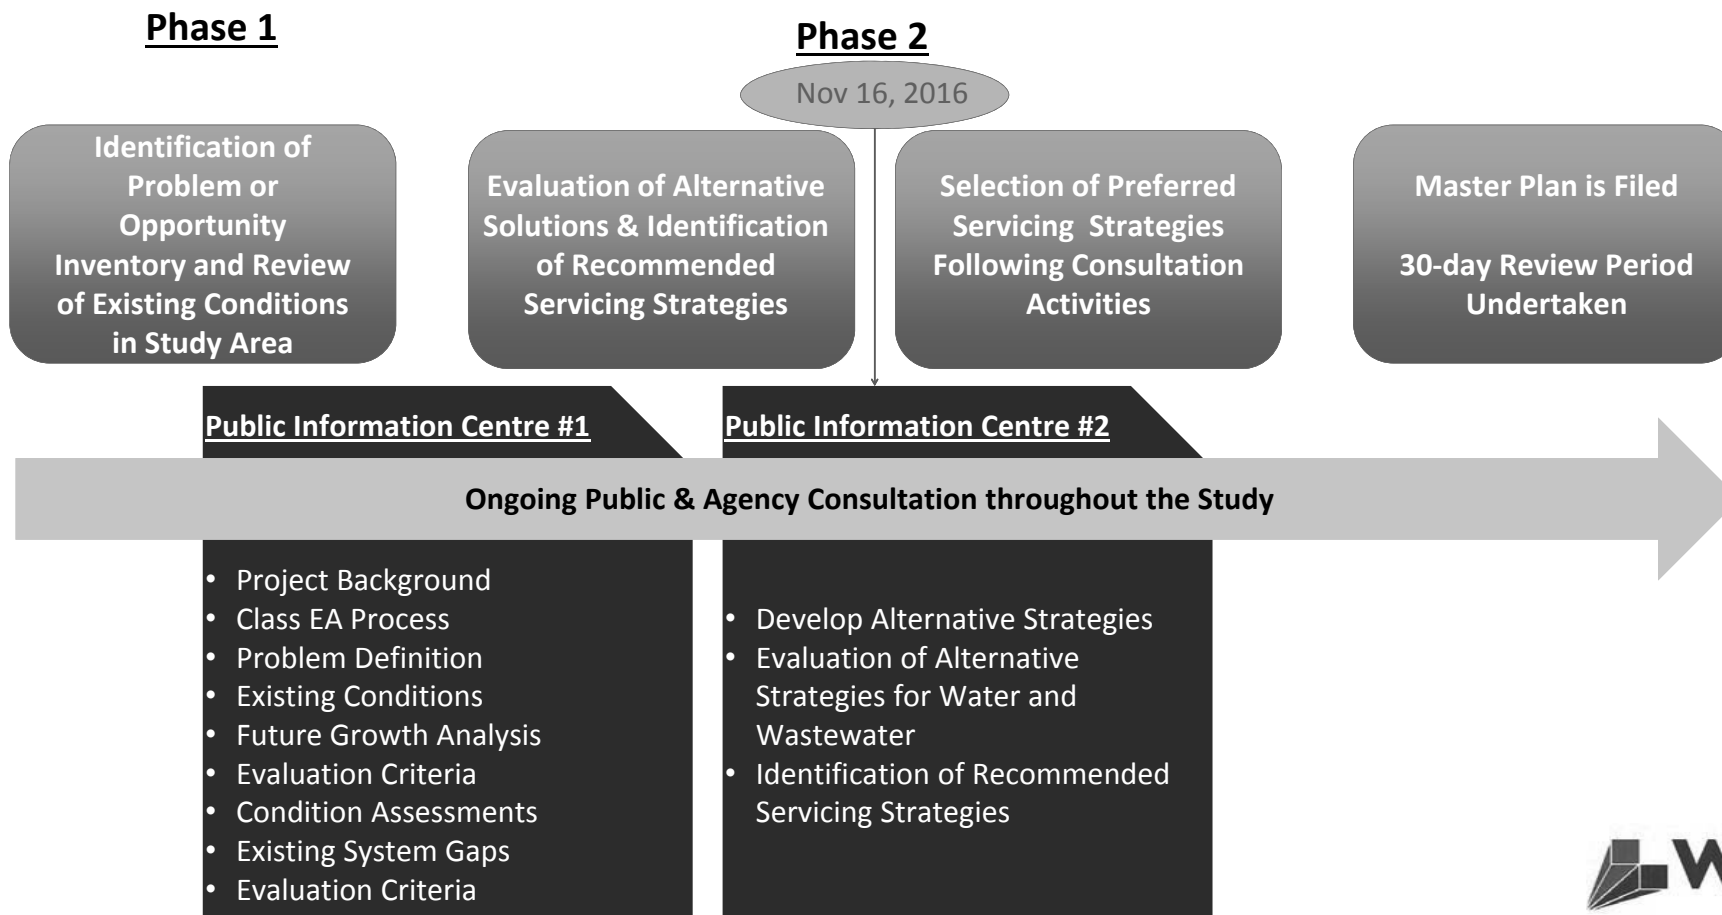 Phase 1
Phase 2
Nov 16, 2016
Identification of
Problem or
Opportunity
Inventory and Review
of Existing Conditions
in Study Area
Evaluation of Alternative
Solutions & Identification
of Recommended
Servicing Strategies
Selection of Preferred
Servicing Strategies
Following Consultation
Activities
Master Plan is Filed
30-day Review Period
Undertaken
Public Information Centre #1
Public Information Centre #2
Ongoing Public & Agency Consultation throughout the Study
• Project Background
• Class EA Process
• Problem Definition
• Existing Conditions
• Future Growth Analysis
• Evaluation Criteria
• Condition Assessments
• Existing System Gaps
• Evaluation Criteria
• Develop Alternative Strategies
• Evaluation of Alternative
Strategies for Water and
Wastewater
• Identification of Recommended
Servicing Strategies